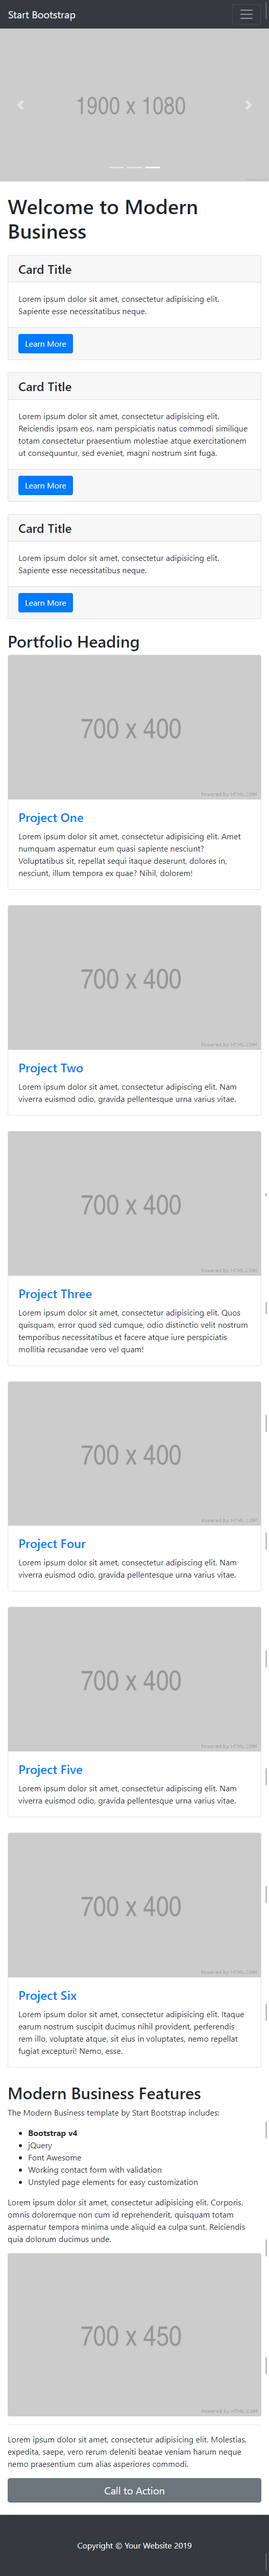 Start Bootstrap
1900 x 1080
Welcome to Modern
Business
Card Title
Lorem ipsum dolor sit amet, consectetur adipisicing elit.
Sapiente esse necessitatibus neque.
Learn More
Card Title
Lorem ipsum dolor sit amet, consectetur adipisicing elit.
Reiciendis ipsam eos, nam perspiciatis natus commodi similique
totam consectetur praesentium molestiae atque exercitationem
ut consequuntur, sed eveniet, magni nostrum sint fuga.
Learn More
Card Title
Lorem ipsum dolor sit amet, consectetur adipisicing elit.
Sapiente esse necessitatibus neque.
Learn More
Portfolio Heading
700 x 400
Powered By HTML.COM
Project One
Lorem ipsum dolor sit amet, consectetur adipisicing elit. Amet
numquam aspernatur eum quasi sapiente nesciunt?
Voluptatibus sit, repellat sequi itaque deserunt, dolores in,
nesciunt, illum tempora ex quae? Nihil, dolorem!
700 x 400
Powered By HTML.COM
Project Two
Lorem ipsum dolor sit amet, consectetur adipiscing elit. Nam
viverra euismod odio, gravida pellentesque urna varius vitae.
700 x 400
Powered By HTML.COM
Project Three
Lorem ipsum dolor sit amet, consectetur adipisicing elit. Quos
quisquam, error quod sed cumque, odio distinctio velit nostrum
temporibus necessitatibus et facere atque iure perspiciatis
mollitia recusandae vero vel quam!
700 x 400
Powered By HTML.COM
Project Four
Lorem ipsum dolor sit amet, consectetur adipiscing elit. Nam
viverra euismod odio, gravida pellentesque urna varius vitae.
700 x 400
Powered By HTML.COM
Project Five
Lorem ipsum dolor sit amet, consectetur adipiscing elit. Nam
viverra euismod odio, gravida pellentesque urna varius vitae.
700 x 400
Powered By HTML.COM
Project Six
Lorem ipsum dolor sit amet, consectetur adipisicing elit. Itaque
earum nostrum suscipit ducimus nihil provident, perferendis
rem illo, voluptate atque, sit eius in voluptates, nemo repellat
fugiat excepturi! Nemo, esse.
Modern Business Features
The Modern Business template by Start Bootstrap includes:
Bootstrap v4
jQuery
Font Awesome
Working contact form with validation
Unstyled page elements for easy customization
Lorem ipsum dolor sit amet, consectetur adipisicing elit. Corporis,
omnis doloremque non cum id reprehenderit, quisquam totam
aspernatur tempora minima unde aliquid ea culpa sunt. Reiciendis
quia dolorum ducimus unde.
700 x 450
Powered By HTML.COM
Lorem ipsum dolor sit amet, consectetur adipisicing elit. Molestias,
expedita, saepe, vero rerum deleniti beatae veniam harum neque
nemo praesentium cum alias asperiores commodi.
Call to Action
Copyright © Your Website 2019